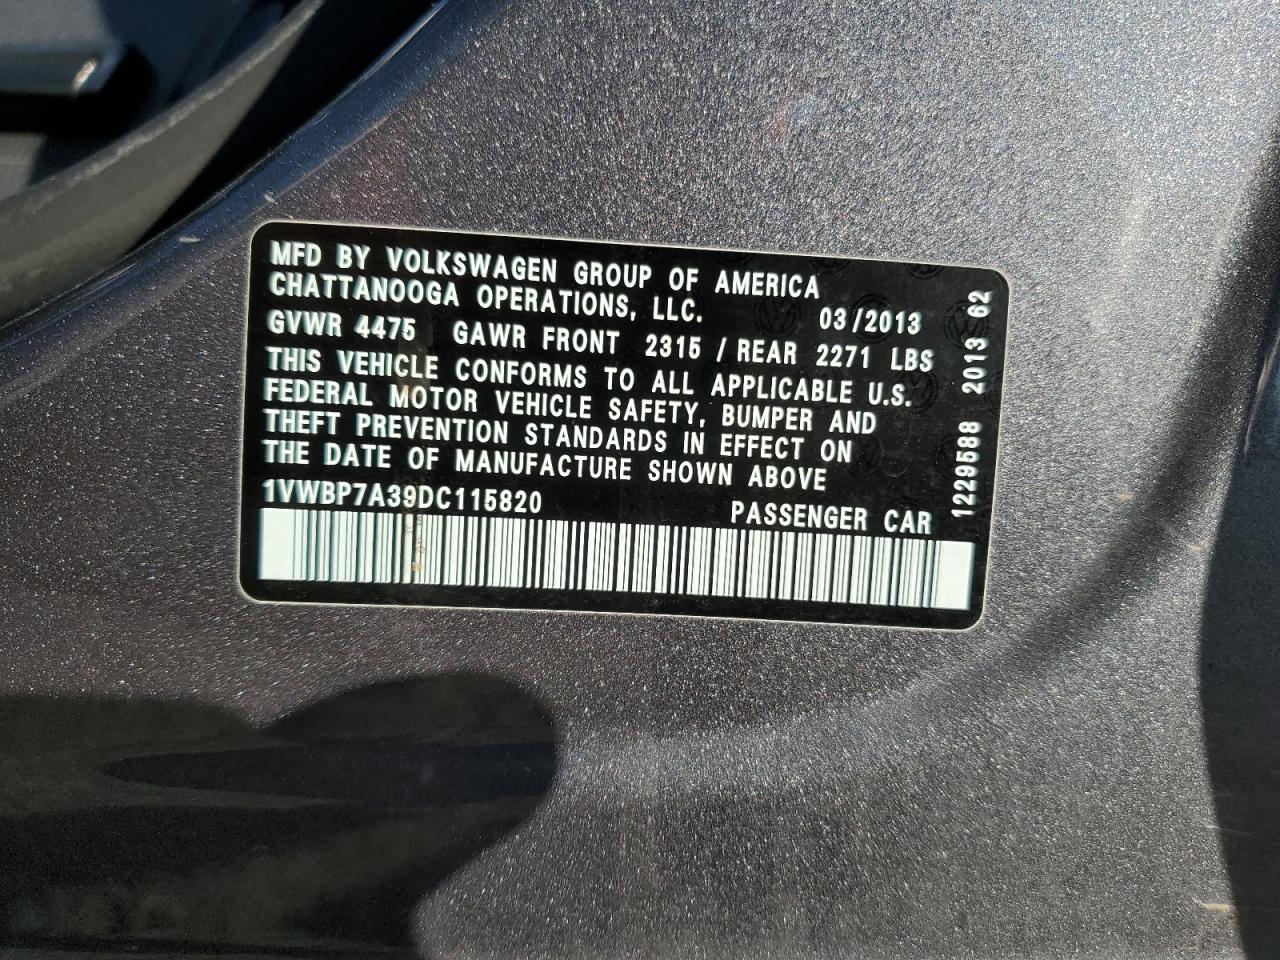 MFD BY VOLKSWAGEN GROUP OF AMERICA
CHATTANOOGA OPERATIONS, LLC. 03/2013
GVWR 4475 GAWR FRONT 2315 / REAR 2271 LBS
THIS VEHICLE CONFORMS TO ALL APPLICABLE U.S.
FEDERAL MOTOR VEHICLE SAFETY, BUMPER AND
THEFT PREVENTION STANDARDS IN EFFECT ON
THE DATE OF MANUFACTURE SHOWN ABOVE
1VWBP7A39DC115820 PASSENGER CAR
1229588 2013 62